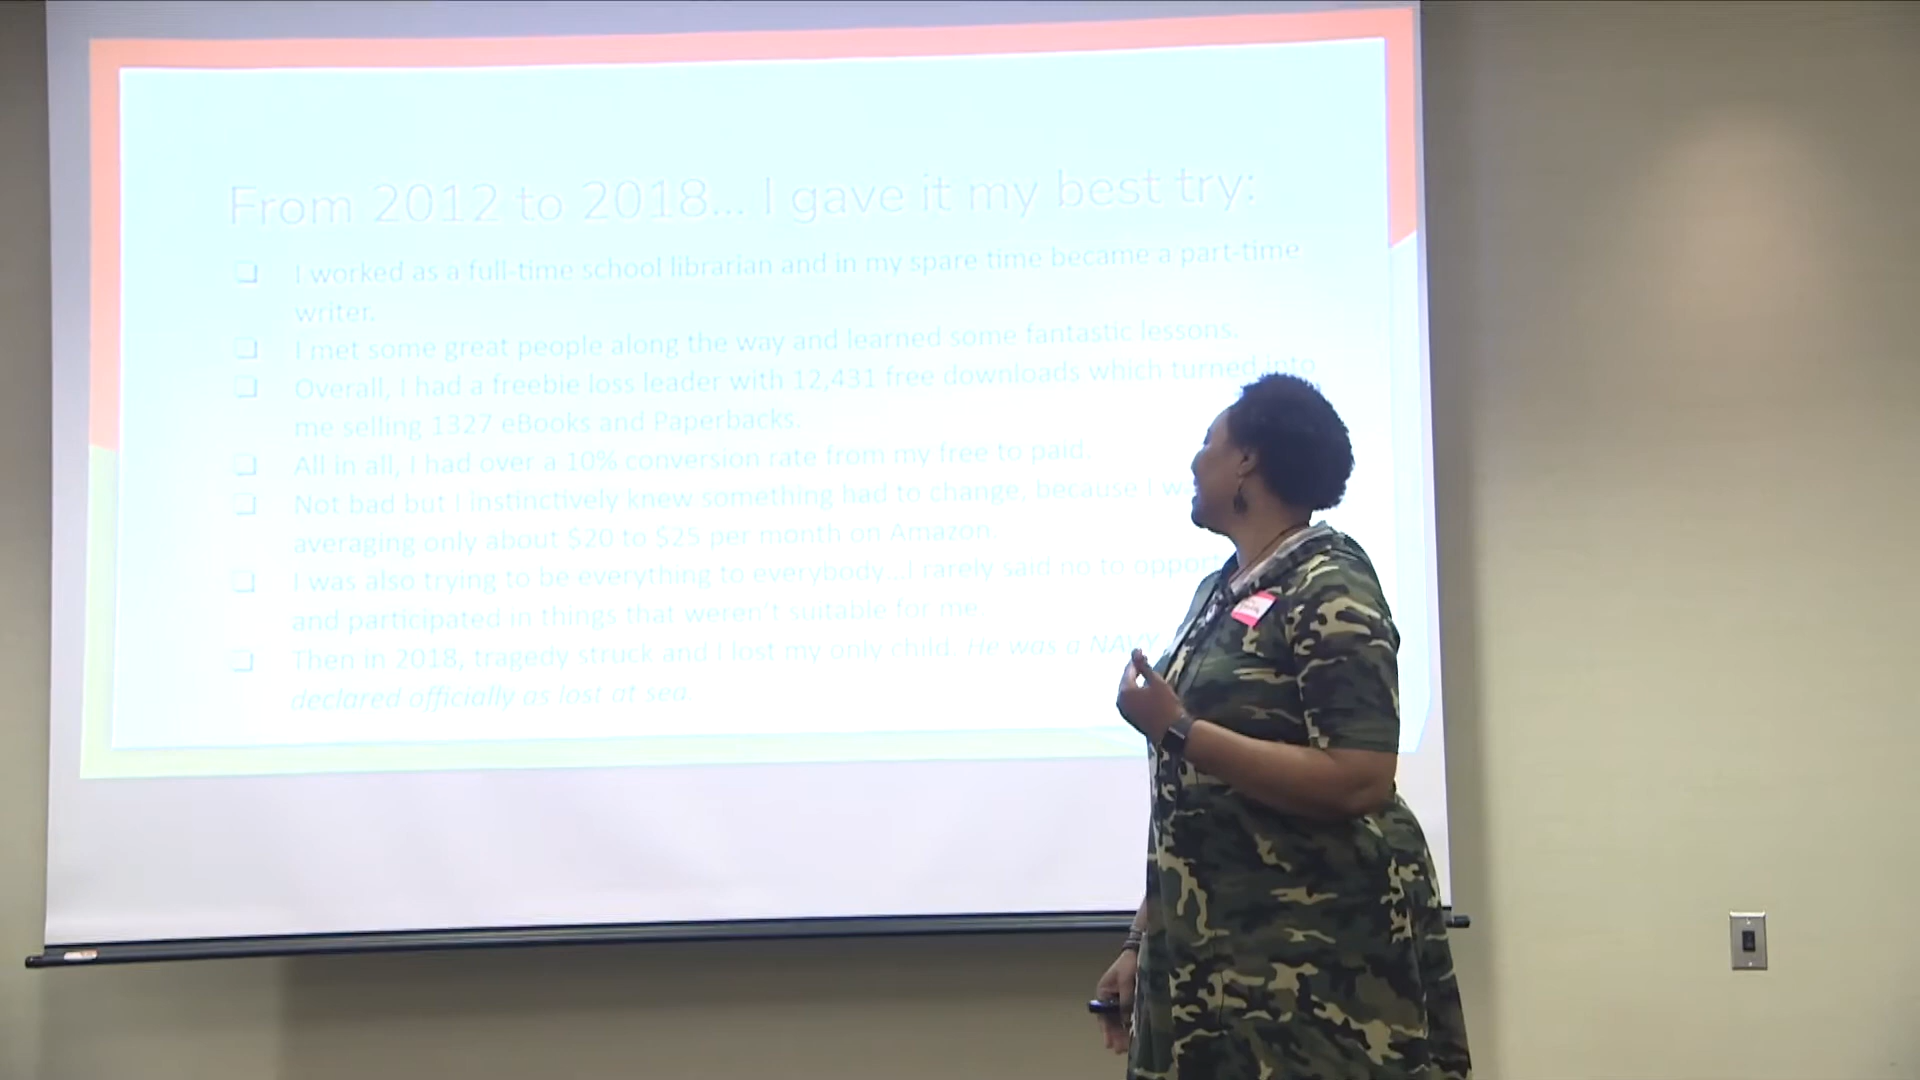 From 2012 to 2018... I gave it my best try:
❑ I worked as a full-time school librarian and in my spare time became a part-time
writer.
❑ I met some great people along the way and learned some fantastic lessons.
❑ Overall, I had a freebie loss leader with 12,431 free downloads which turned into
me selling 1327 eBooks and Paperbacks.
❑ All in all, I had over a 10% conversion rate from my free to paid.
❑ Not bad but I instinctively knew something had to change, because I
averaging only about $20 to $25 per month on Amazon.
❑ I was also trying to be everything to everybody...I rarely said no to
and participated in things that weren't suitable for me.
❑ Then in 2018, tragedy struck and I lost my only child. He was a NAVY
declared officially as lost at sea.